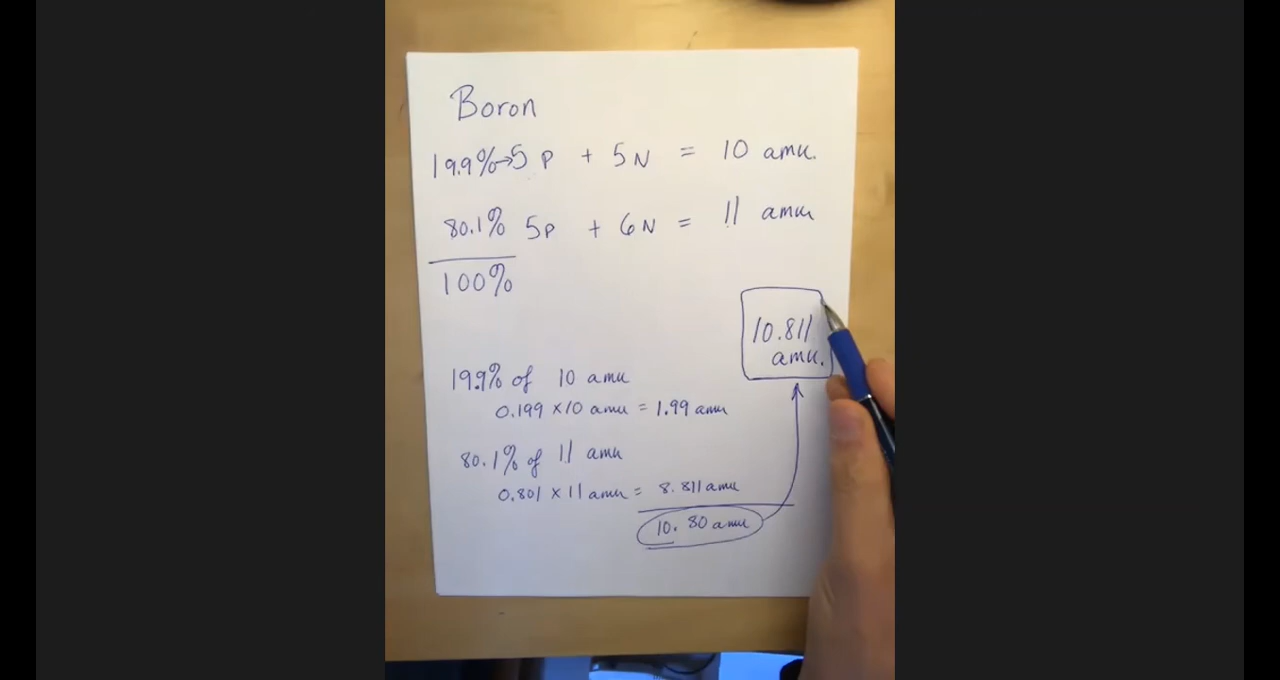 Boron
19.9%→5 P + 5N = 10 amu.
80.1% 5P + 6N = 11 amu
100%
10.811
amu.
19.9% of 10 amu
0.199 x 10 amu = 1.99 amu
80.1% of 11 amu
0.801 x 11 amu = 8.811 amu
10.80 amu